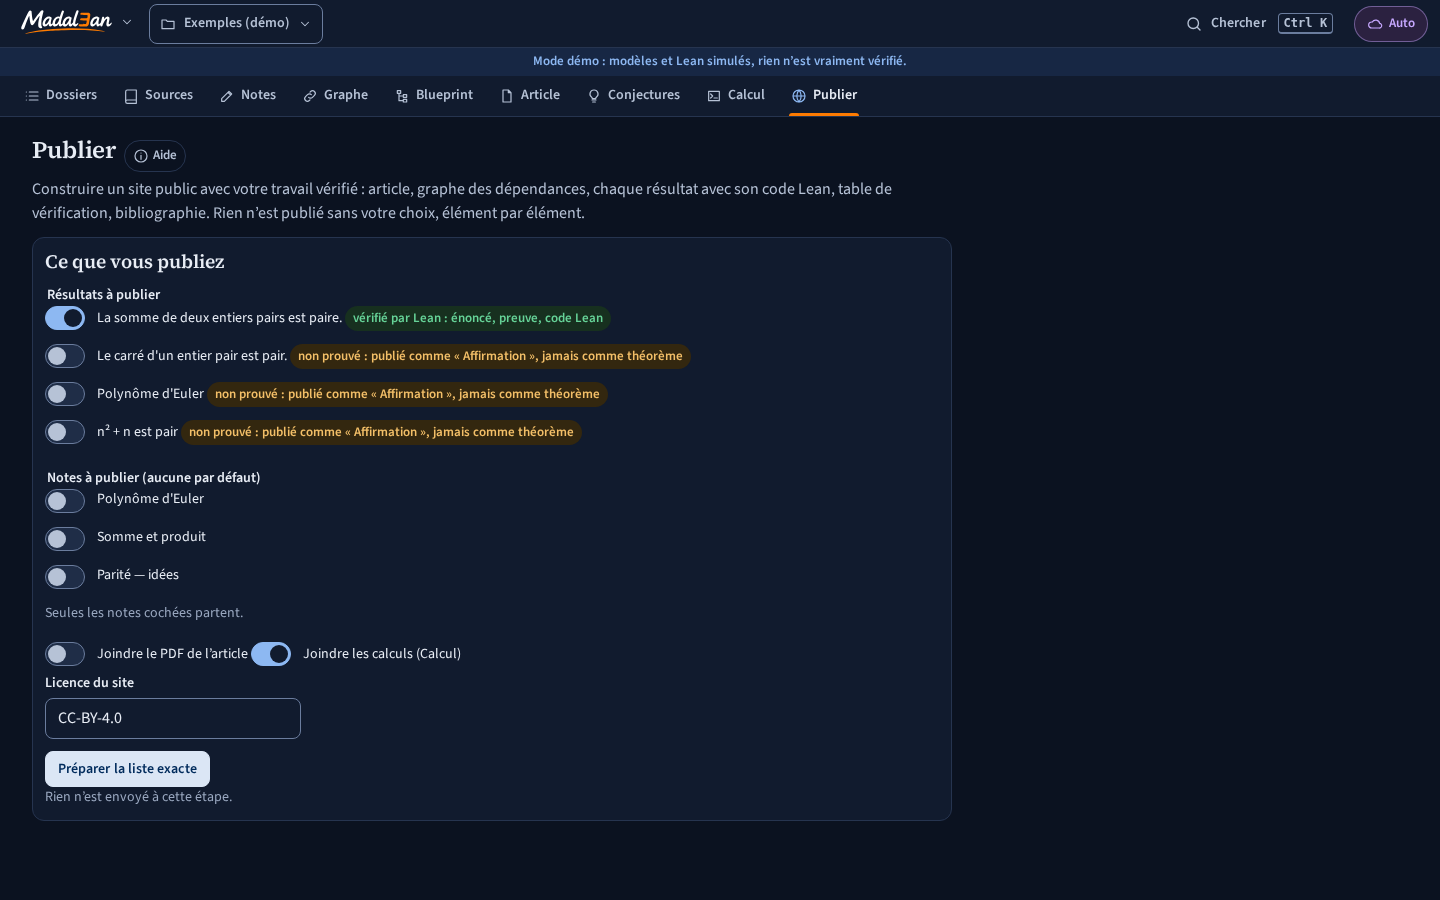 Madal3an
Exemples (démo)
Chercher
Ctrl K
Auto
Mode démo : modèles et Lean simulés, rien n’est vraiment vérifié.
Dossiers
Sources
Notes
Graphe
Blueprint
Article
Conjectures
Calcul
Publier
Publier
Aide
Construire un site public avec votre travail vérifié : article, graphe des dépendances, chaque résultat avec son code Lean, table de
vérification, bibliographie. Rien n’est publié sans votre choix, élément par élément.
Ce que vous publiez
Résultats à publier
La somme de deux entiers pairs est paire. vérifié par Lean : énoncé, preuve, code Lean
Le carré d'un entier pair est pair. non prouvé : publié comme « Affirmation », jamais comme théorème
Polynôme d'Euler non prouvé : publié comme « Affirmation », jamais comme théorème
n² + n est pair non prouvé : publié comme « Affirmation », jamais comme théorème
Notes à publier (aucune par défaut)
Polynôme d'Euler
Somme et produit
Parité — idées
Seules les notes cochées partent.
Joindre le PDF de l’article
Joindre les calculs (Calcul)
Licence du site
CC-BY-4.0
Préparer la liste exacte
Rien n’est envoyé à cette étape.